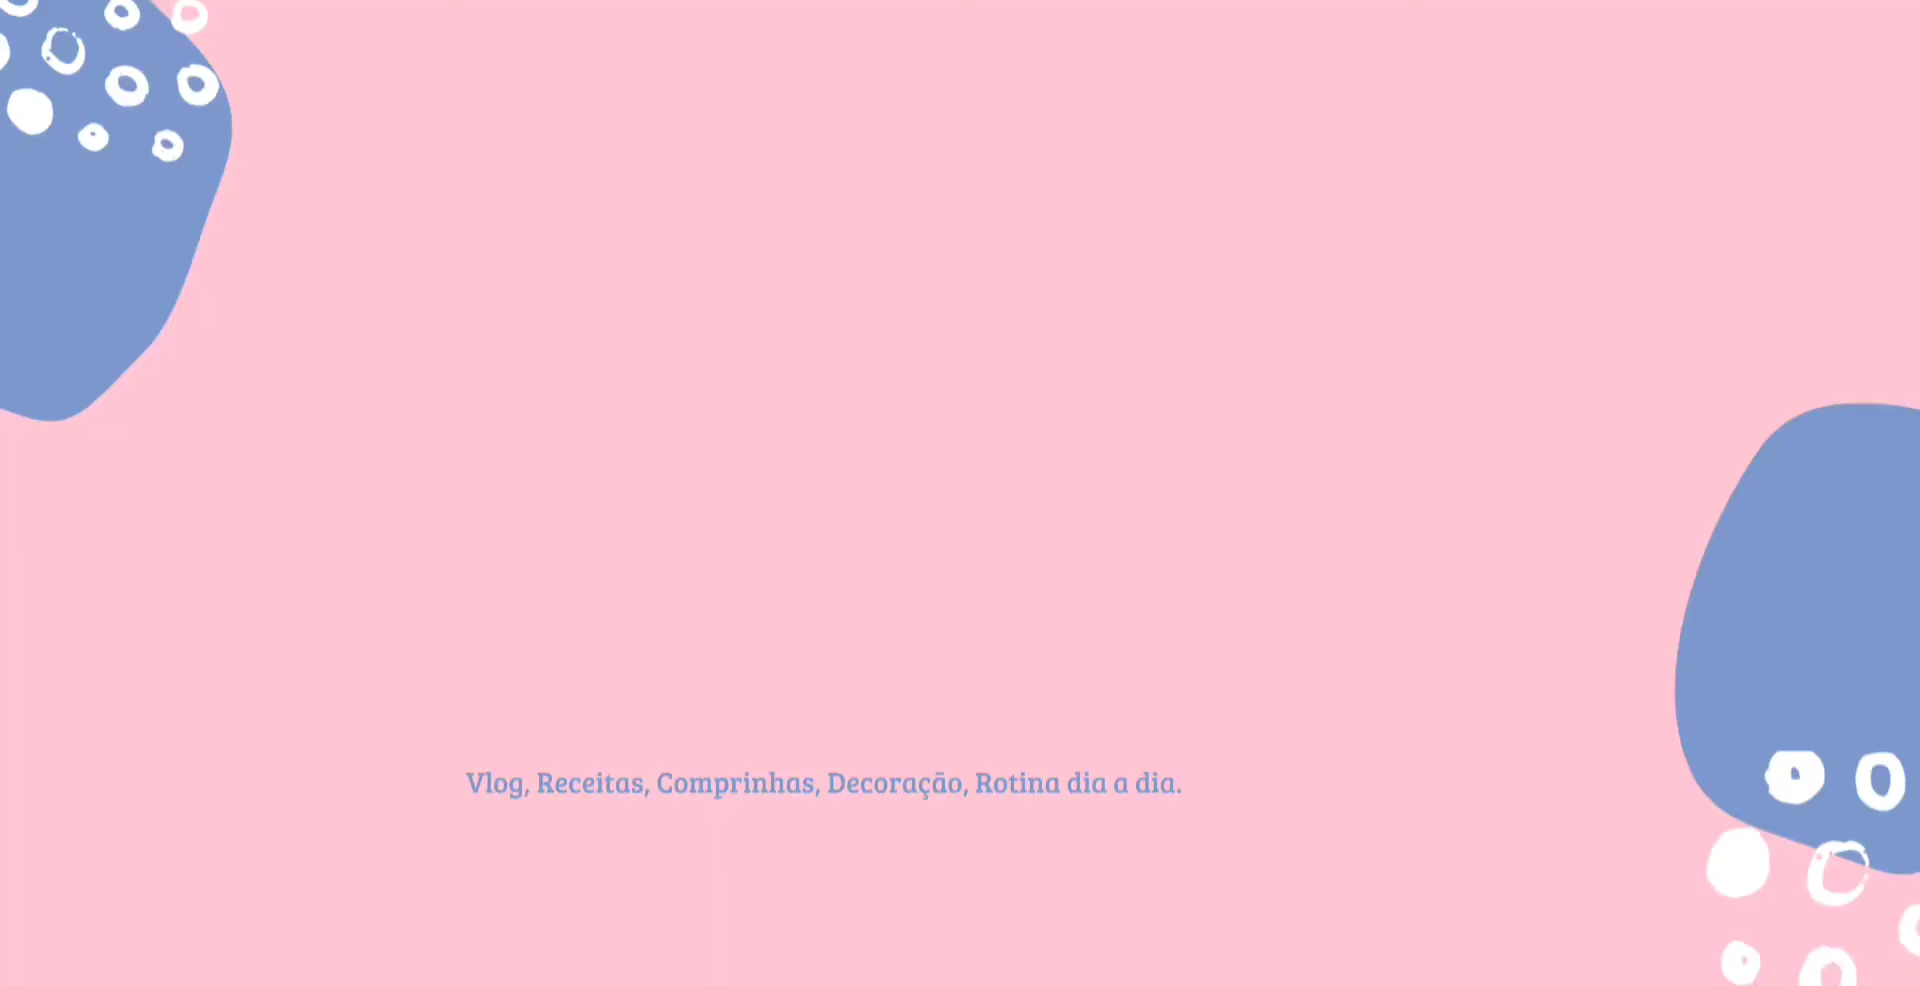 Vlog, Receitas, Comprinhas, Decoração, Rotina dia a dia.